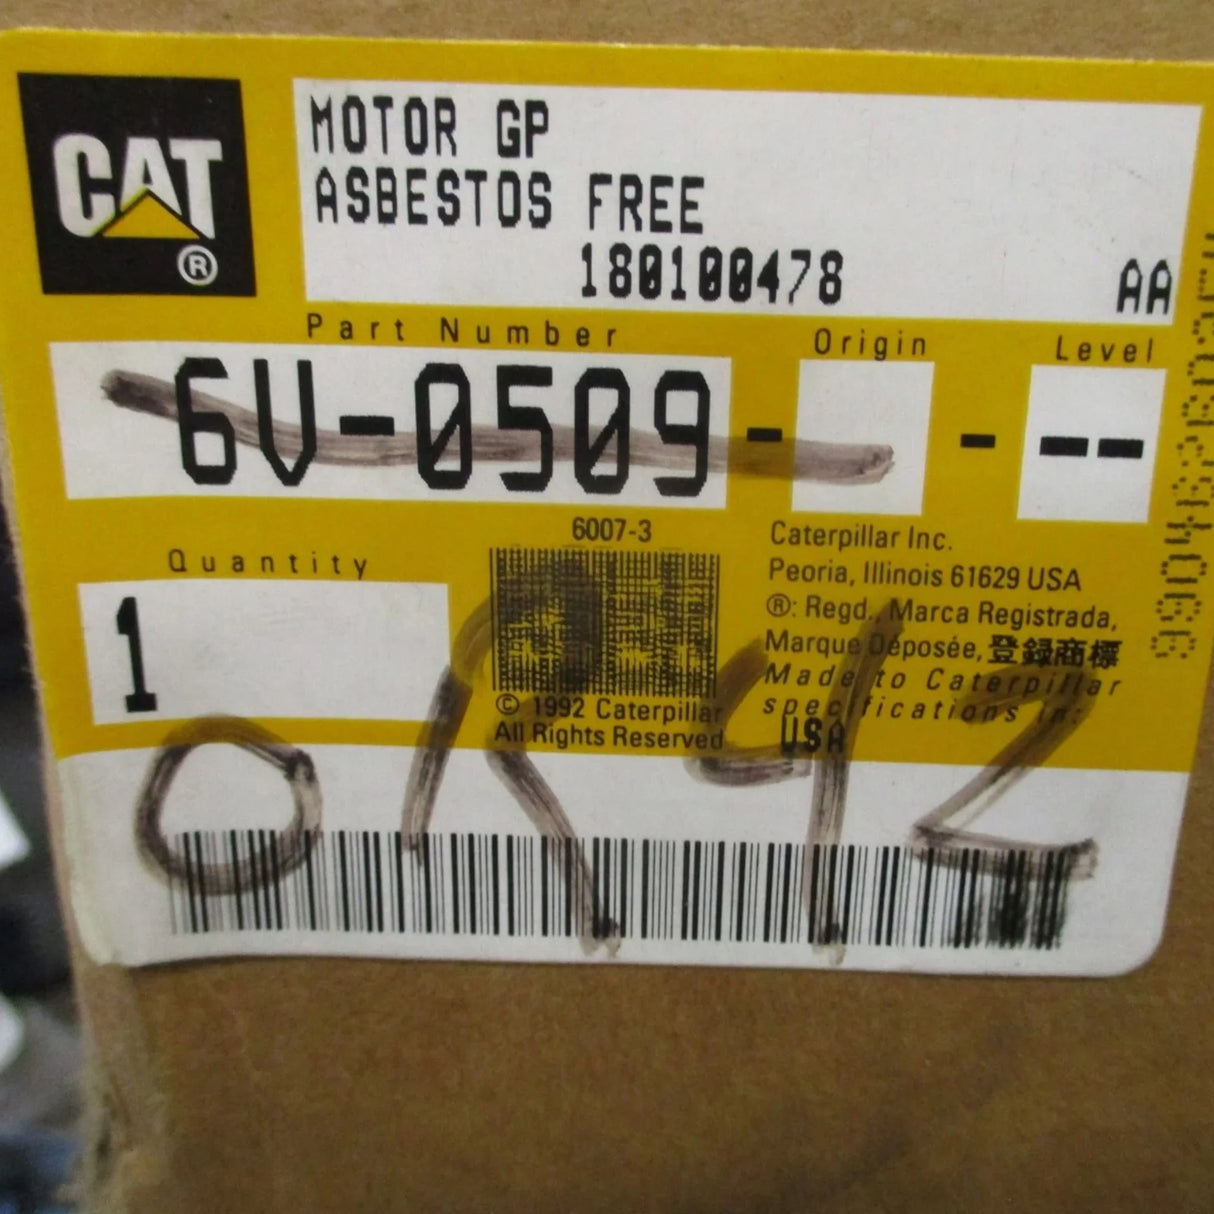 CAT®
MOTOR GP
ASBESTOS FREE
180100478 AA
Part Number Origin Level
6V-0509- - --
Quantity
1
6007-3
© 1992 Caterpillar
All Rights Reserved
Caterpillar Inc.
Peoria, Illinois 61629 USA
®: Regd., Marca Registrada,
Marque Déposée, 登録商標
Made to Caterpillar
specifications in:
USA